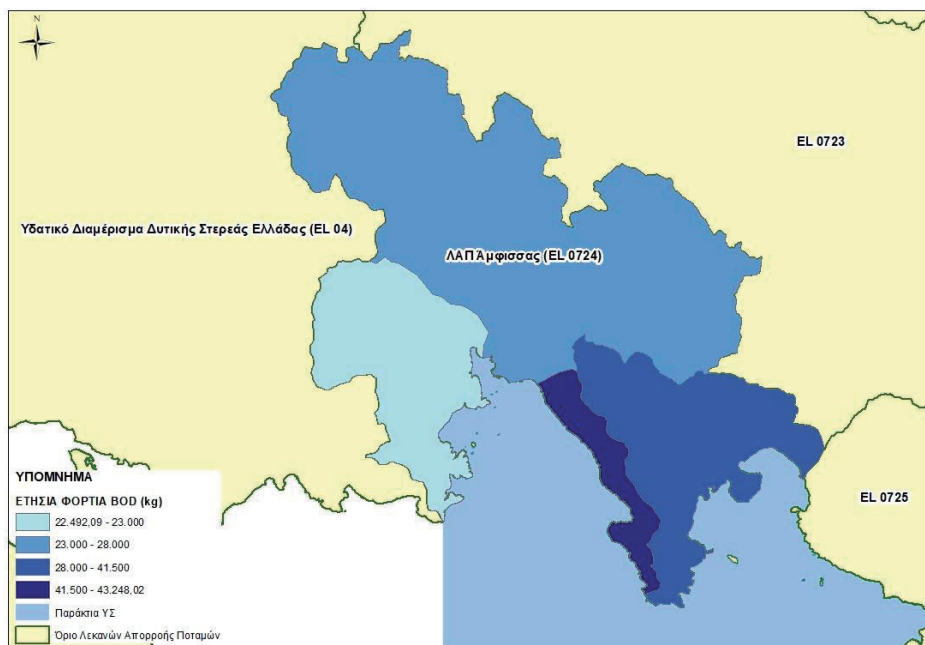 N
EL 0723
Υδατικό Διαμέρισμα Δυτικής Στερεάς Ελλάδας (EL 04)
ΛΑΠ Άμφισσας (EL 0724)
EL 0725
ΥΠΟΜΝΗΜΑ
ΕΤΗΣΙΑ ΦΟΡΤΙΑ BOD (kg)
22.492,09 - 23.000
23.000 - 28.000
28.000 - 41.500
41.500 - 43.248,02
Παράκτια ΥΣ
Όριο Λεκανών Απορροής Ποταμών